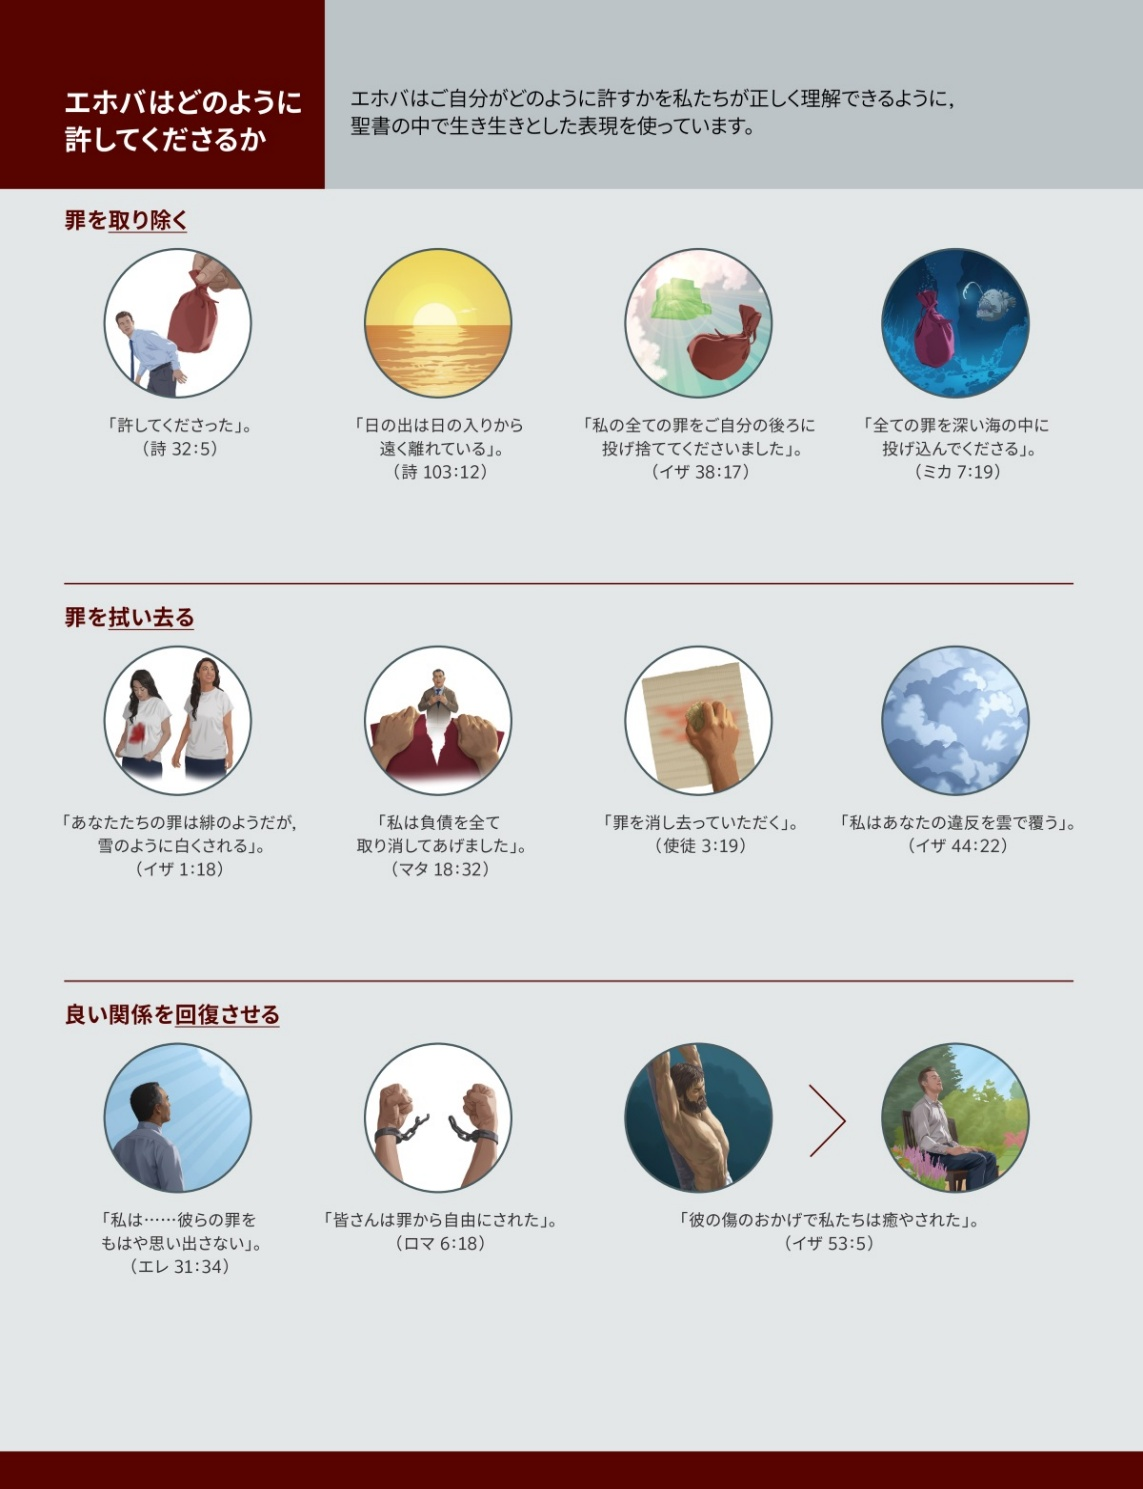 エホバはどのように
許してくださるか
エホバはご自分がどのように許すかを私たちが正しく理解できるように,
聖書の中で生き生きとした表現を使っています。
罪を取り除く
「許してくださった」。
(詩 32:5)
「日の出は日の入りから
遠く離れている」。
(詩 103:12)
「私の全ての罪をご自分の後ろに
投げ捨ててくださいました」。
(イザ 38:17)
「全ての罪を深い海の中に
投げ込んでくださる」。
(ミカ 7:19)
罪を拭い去る
「あなたたちの罪は緋のようだが,
雪のように白くされる」。
(イザ 1:18)
「私は負債を全て
取り消してあげました」。
(マタ 18:32)
「罪を消し去っていただく」。
(使徒 3:19)
「私はあなたの違反を雲で覆う」。
(イザ 44:22)
良い関係を回復させる
「私は……彼らの罪を
もはや思い出さない」。
(エレ 31:34)
「皆さんは罪から自由にされた」。
(ロマ 6:18)
「彼の傷のおかげで私たちは癒やされた」。
(イザ 53:5)